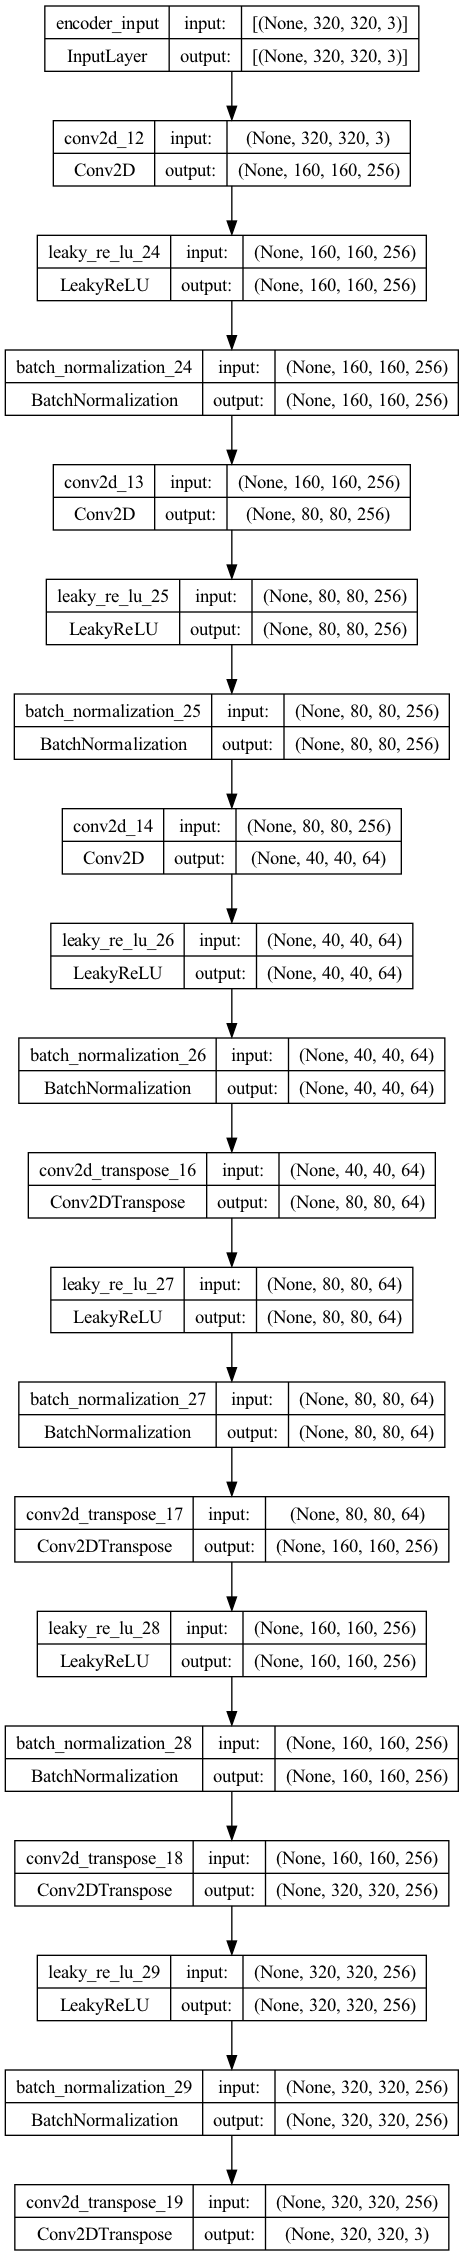 encoder_input input: [(None, 320, 320, 3)]
InputLayer output: [(None, 320, 320, 3)]
conv2d_12 input: (None, 320, 320, 3)
Conv2D output: (None, 160, 160, 256)
leaky_re_lu_24 input: (None, 160, 160, 256)
LeakyReLU output: (None, 160, 160, 256)
batch_normalization_24 input: (None, 160, 160, 256)
BatchNormalization output: (None, 160, 160, 256)
conv2d_13 input: (None, 160, 160, 256)
Conv2D output: (None, 80, 80, 256)
leaky_re_lu_25 input: (None, 80, 80, 256)
LeakyReLU output: (None, 80, 80, 256)
batch_normalization_25 input: (None, 80, 80, 256)
BatchNormalization output: (None, 80, 80, 256)
conv2d_14 input: (None, 80, 80, 256)
Conv2D output: (None, 40, 40, 64)
leaky_re_lu_26 input: (None, 40, 40, 64)
LeakyReLU output: (None, 40, 40, 64)
batch_normalization_26 input: (None, 40, 40, 64)
BatchNormalization output: (None, 40, 40, 64)
conv2d_transpose_16 input: (None, 40, 40, 64)
Conv2DTranspose output: (None, 80, 80, 64)
leaky_re_lu_27 input: (None, 80, 80, 64)
LeakyReLU output: (None, 80, 80, 64)
batch_normalization_27 input: (None, 80, 80, 64)
BatchNormalization output: (None, 80, 80, 64)
conv2d_transpose_17 input: (None, 80, 80, 64)
Conv2DTranspose output: (None, 160, 160, 256)
leaky_re_lu_28 input: (None, 160, 160, 256)
LeakyReLU output: (None, 160, 160, 256)
batch_normalization_28 input: (None, 160, 160, 256)
BatchNormalization output: (None, 160, 160, 256)
conv2d_transpose_18 input: (None, 160, 160, 256)
Conv2DTranspose output: (None, 320, 320, 256)
leaky_re_lu_29 input: (None, 320, 320, 256)
LeakyReLU output: (None, 320, 320, 256)
batch_normalization_29 input: (None, 320, 320, 256)
BatchNormalization output: (None, 320, 320, 256)
conv2d_transpose_19 input: (None, 320, 320, 256)
Conv2DTranspose output: (None, 320, 320, 3)